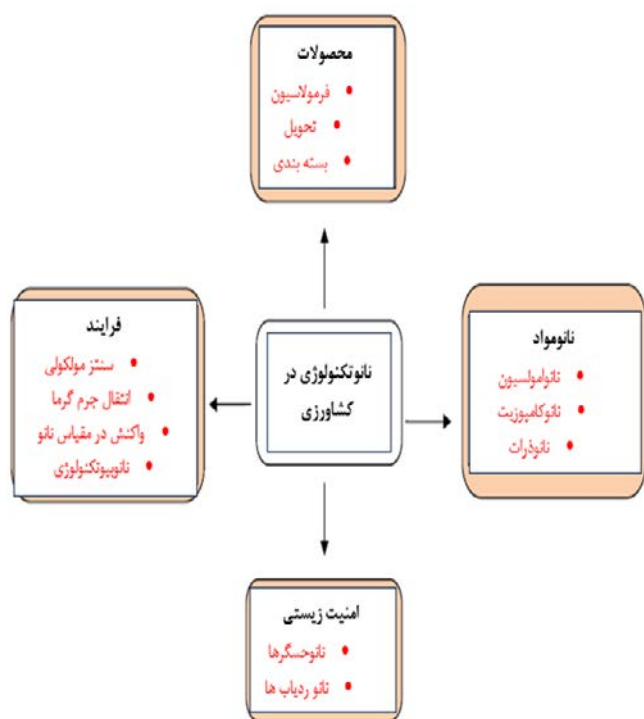 محصولات
• فرمولاسیون
• تحویل
• بسته بندی
نانومواد
• نانوامولسیون
• نانوکامپوزیت
• نانوذرات
نانوتکنولوژی در
کشاورزی
فرایند
• سنتز مولکولی
• انتقال جرم گرما
• واکنش در مقیاس نانو
• نانوبیوتکنولوژی
امنیت زیستی
• نانوحسگرها
• نانو ردیاب ها